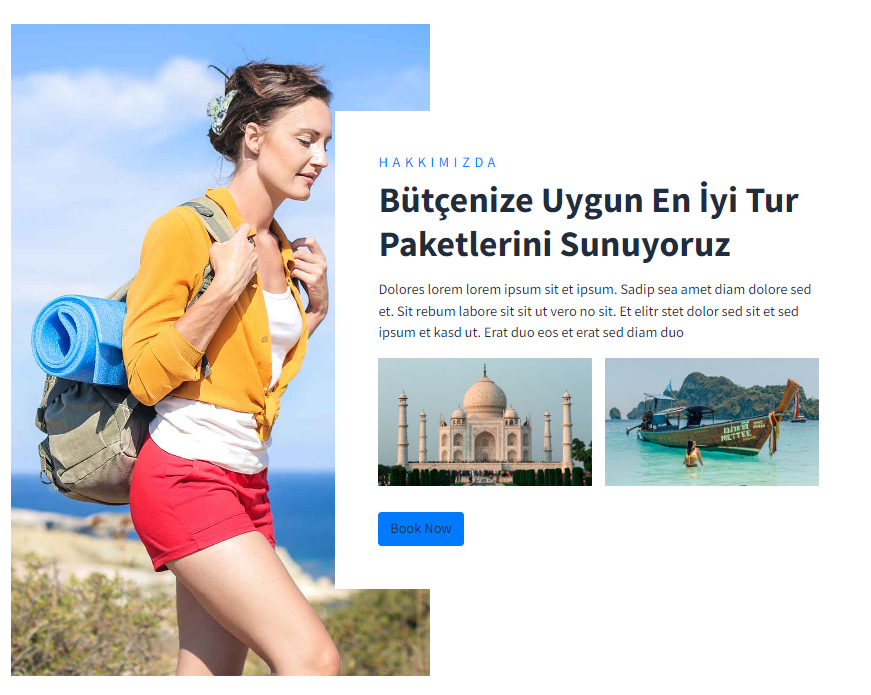 HAKKIMIZDA
Bütçenize Uygun En İyi Tur
Paketlerini Sunuyoruz
Dolores lorem lorem ipsum sit et ipsum. Sadip sea amet diam dolore sed
et. Sit rebum labore sit sit ut vero no sit. Et elitr stet dolor sed sit et sed
ipsum et kasd ut. Erat duo eos et erat sed diam duo
METTEE
Book Now